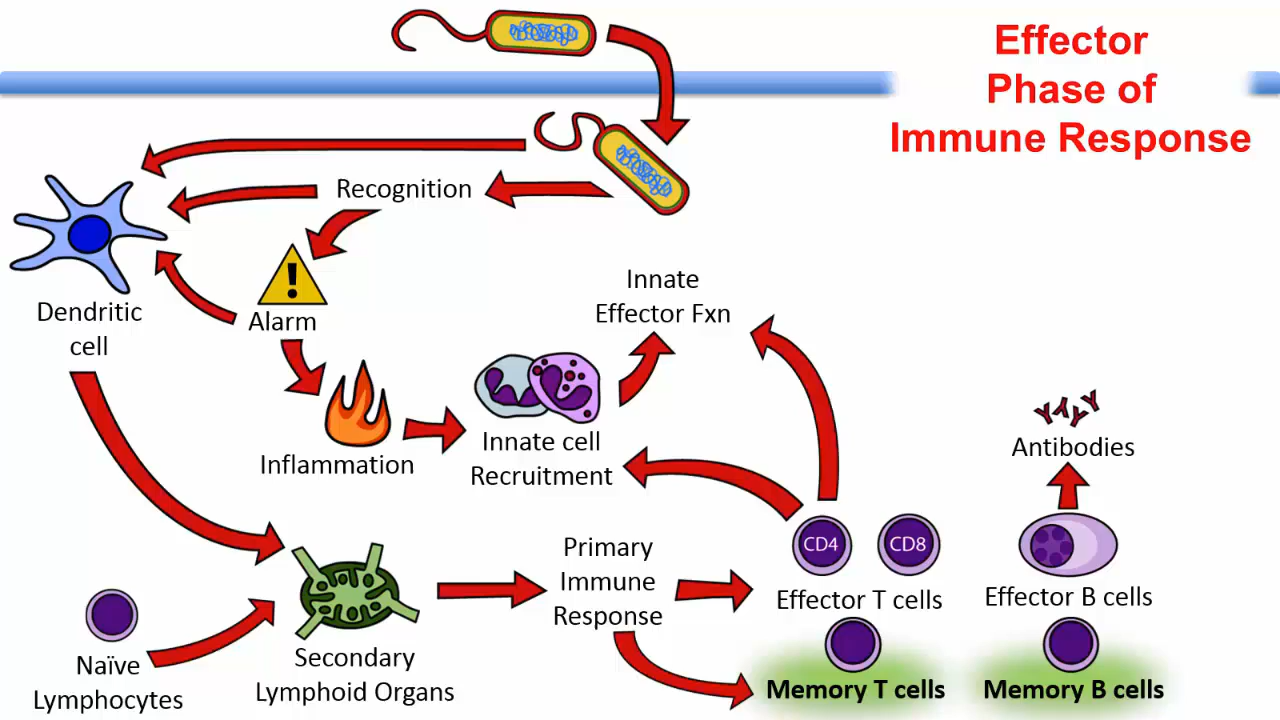 Effector
Phase of
Immune Response
Recognition
Dendritic
cell
!
Alarm
Innate
Effector Fxn
Inflammation
Innate cell
Recruitment
Antibodies
Primary
Immune
Response
CD4
CD8
Effector T cells
Effector B cells
Naïve
Lymphocytes
Secondary
Lymphoid Organs
Memory T cells
Memory B cells